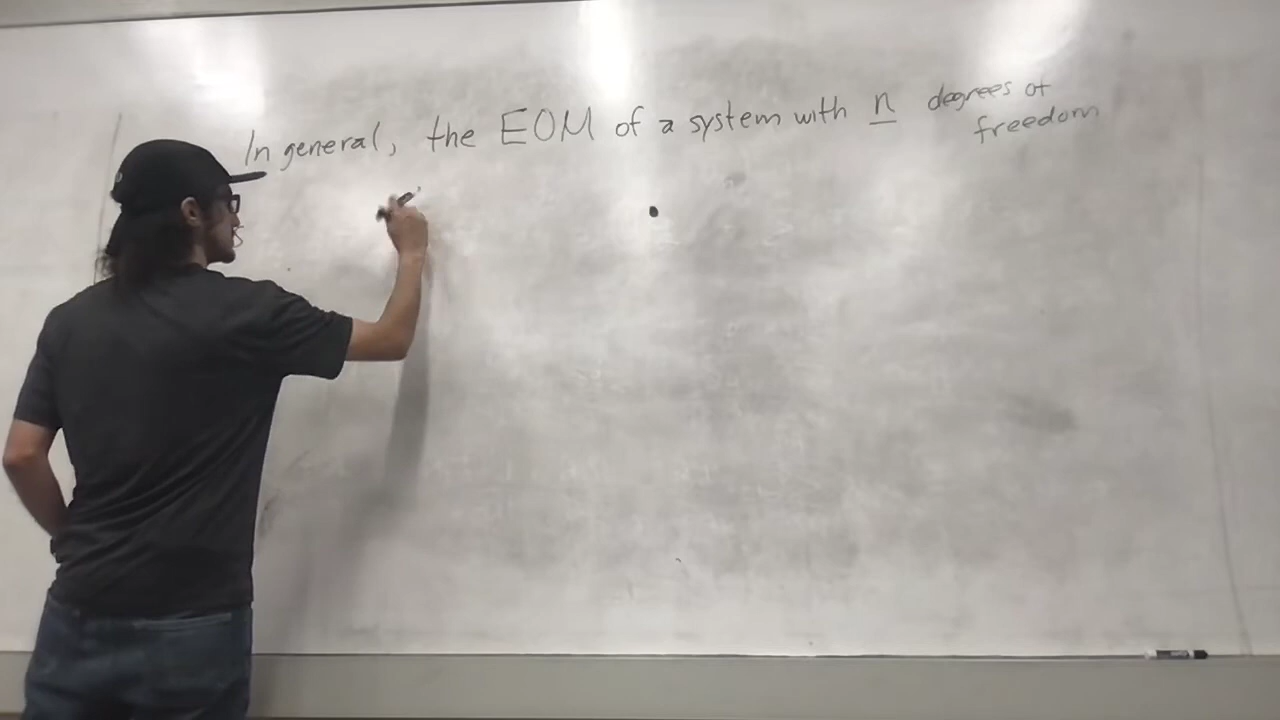 In general, the EOM of a system with n degrees of
freedom